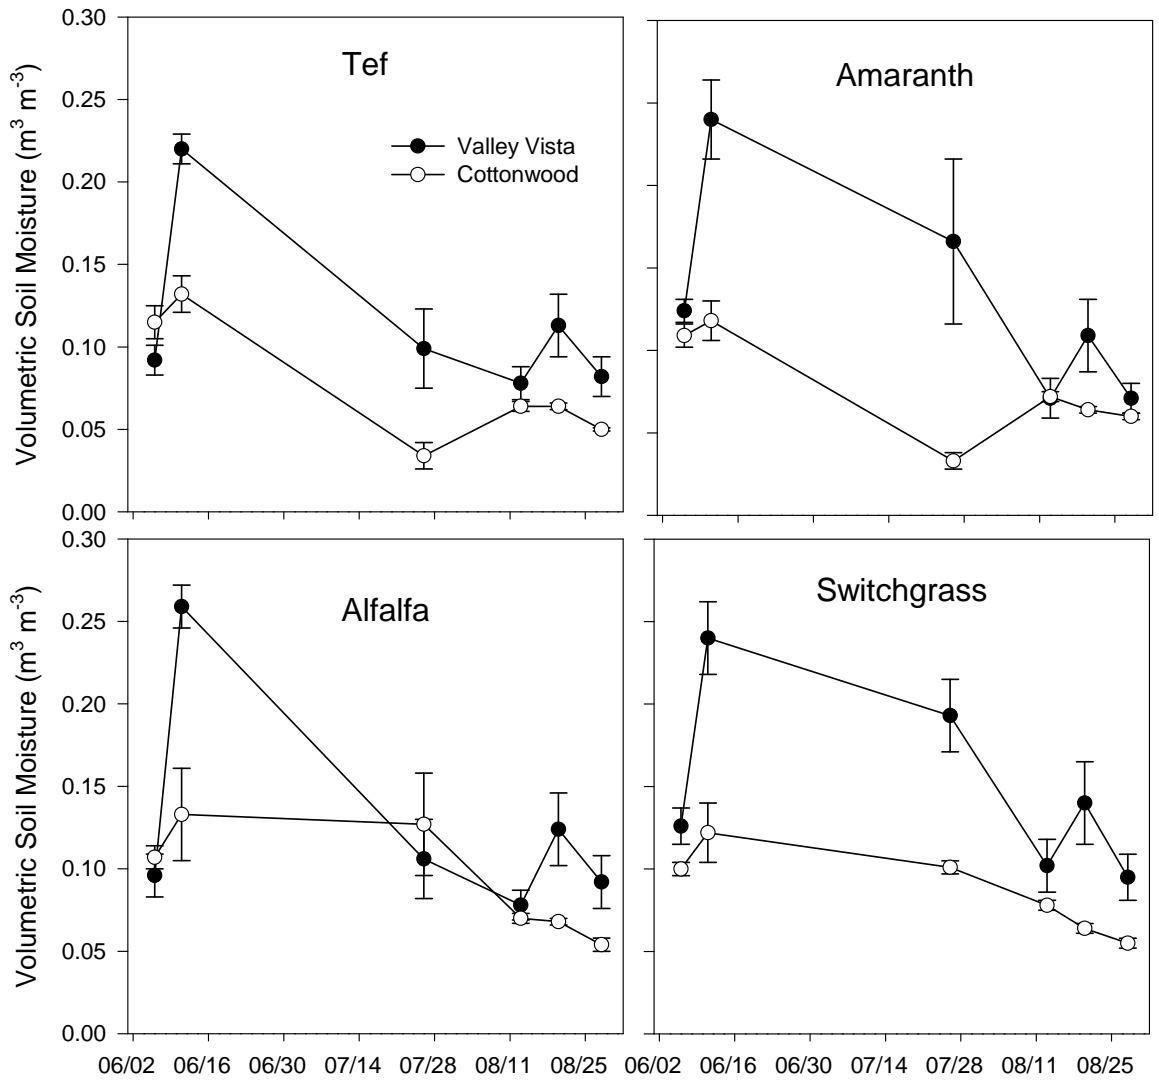 Tef
Valley Vista
Cottonwood
Volumetric Soil Moisture (m³ m⁻³)
0.30
0.25
0.20
0.15
0.10
0.05
0.00
Amaranth
Alfalfa
Volumetric Soil Moisture (m³ m⁻³)
0.30
0.25
0.20
0.15
0.10
0.05
0.00
06/02 06/16 06/30 07/14 07/28 08/11 08/25
Switchgrass
06/02 06/16 06/30 07/14 07/28 08/11 08/25